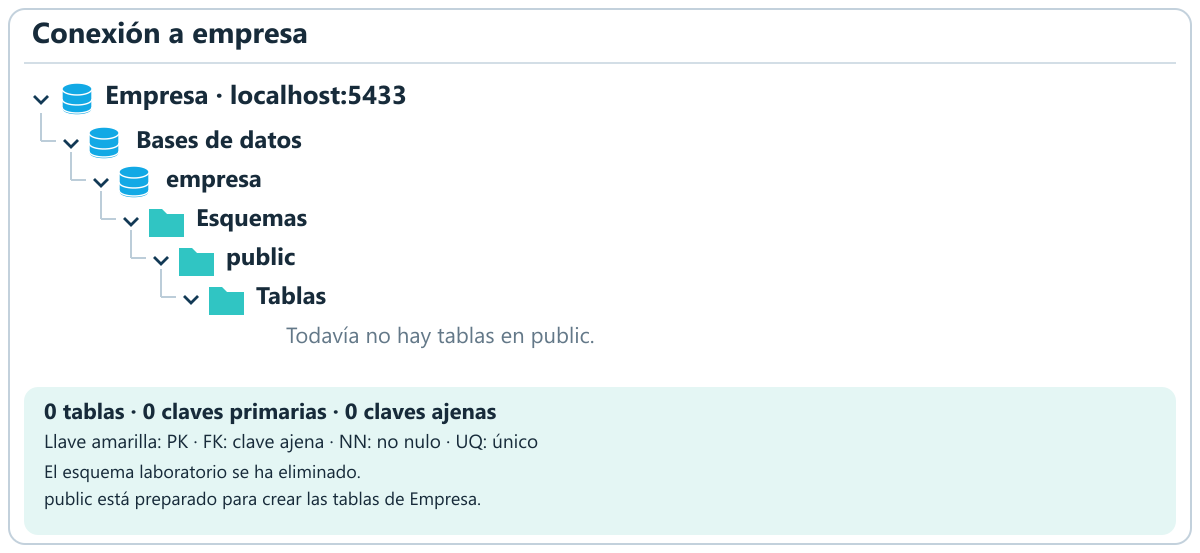 Conexión a empresa
Empresa · localhost:5433
Bases de datos
empresa
Esquemas
public
Tablas
Todavía no hay tablas en public.
0 tablas · 0 claves primarias · 0 claves ajenas
Llave amarilla: PK · FK: clave ajena · NN: no nulo · UQ: único
El esquema laboratorio se ha eliminado.
public está preparado para crear las tablas de Empresa.